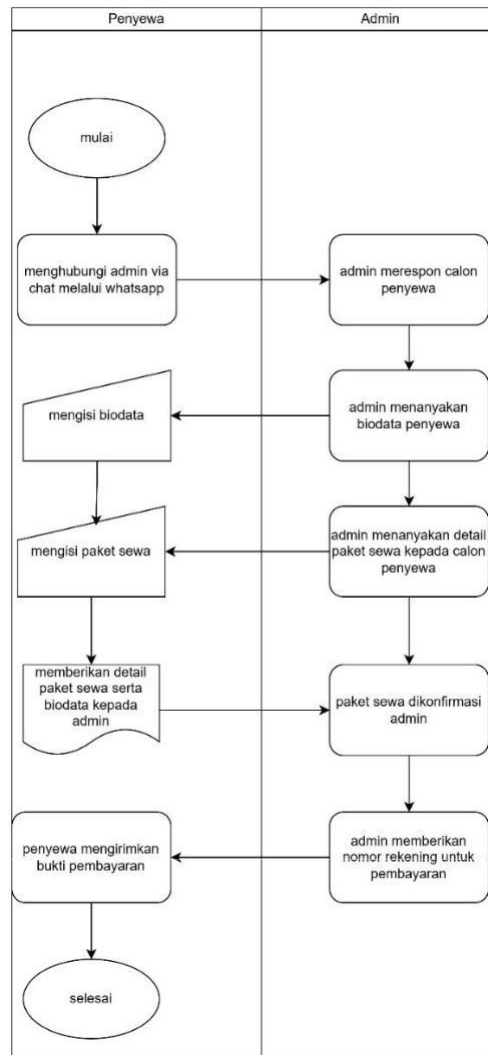 Penyewa
Admin
mulai
menghubungi admin via
chat melalui whatsapp
admin merespon calon
penyewa
admin menanyakan
biodata penyewa
mengisi biodata
admin menanyakan detail
paket sewa kepada calon
penyewa
mengisi paket sewa
memberikan detail
paket sewa serta
biodata kepada
admin
paket sewa dikonfirmasi
admin
admin memberikan
nomor rekening untuk
pembayaran
penyewa mengirimkan
bukti pembayaran
selesai